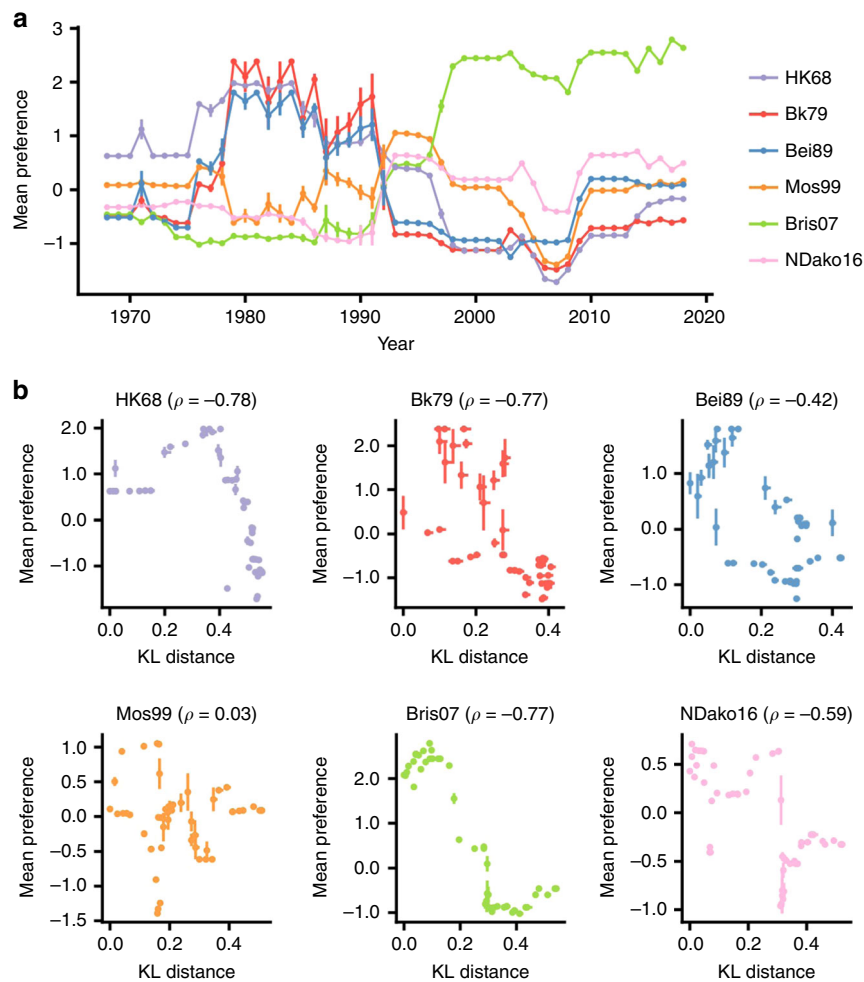 a
3
2
1
0
−1
Mean preference
1970 1980 1990 2000 2010 2020
Year
HK68
Bk79
Bei89
Mos99
Bris07
NDako16
b
HK68 (ρ = −0.78)
2.0
1.0
0.0
−1.0
Mean preference
0.0 0.2 0.4
KL distance
Bk79 (ρ = −0.77)
2.0
1.0
0.0
−1.0
Mean preference
0.0 0.2 0.4
KL distance
Bei89 (ρ = −0.42)
1.0
0.0
−1.0
Mean preference
0.0 0.2 0.4
KL distance
Mos99 (ρ = 0.03)
1.0
0.5
0.0
−0.5
−1.0
−1.5
Mean preference
0.0 0.2 0.4
KL distance
Bris07 (ρ = −0.77)
2.0
1.0
0.0
−1.0
Mean preference
0.0 0.2 0.4
KL distance
NDako16 (ρ = −0.59)
0.5
0.0
−0.5
−1.0
Mean preference
0.0 0.2 0.4
KL distance